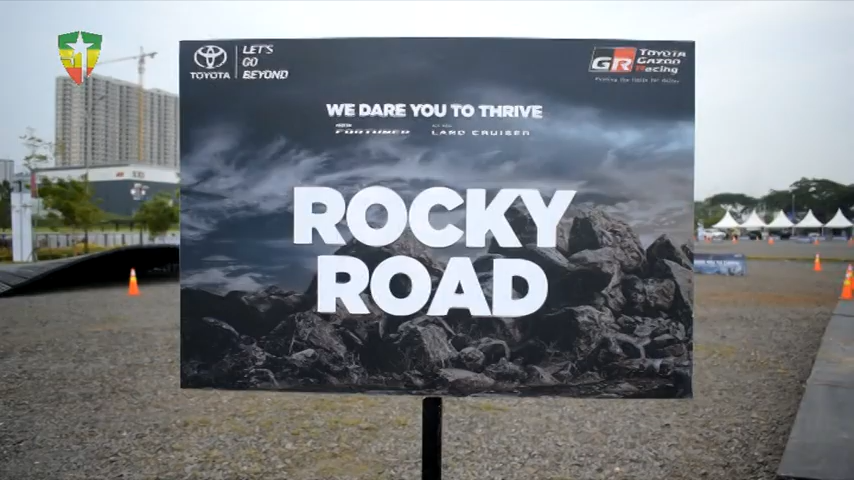 TOYOTA
LET'S
GO
BEYOND
GR
TOYOTA
GAZOO
Racing
WE DARE YOU TO THRIVE
FORTUNER
LAND CRUISER
ROCKY
ROAD